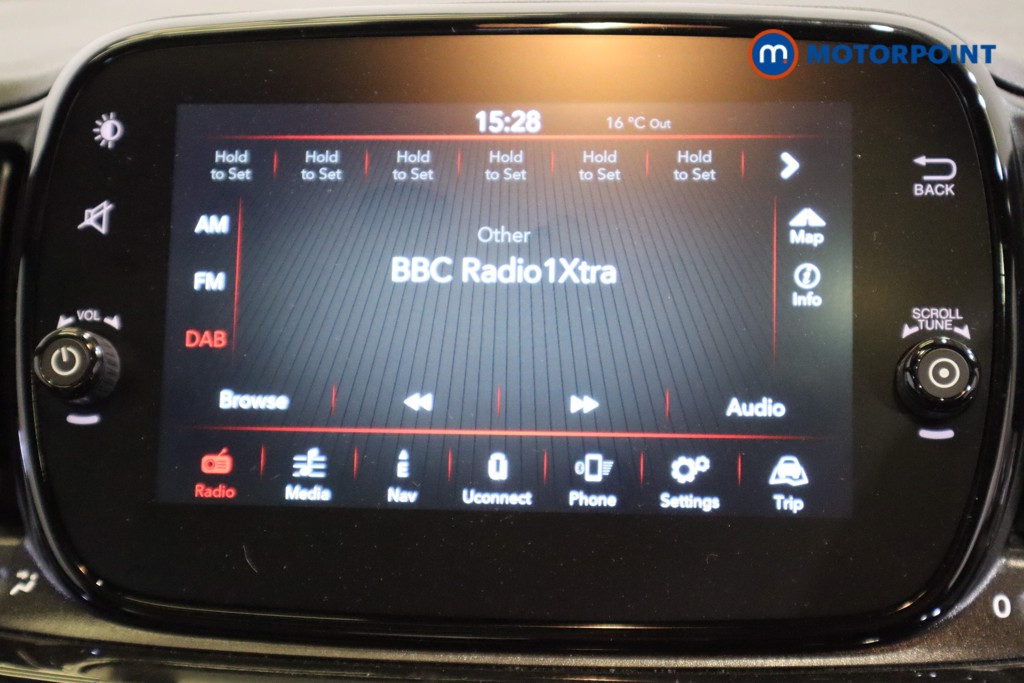 m. MOTORPOINT
15:28 16 °C Out
Hold to Set
Hold to Set
Hold to Set
Hold to Set
Hold to Set
Hold to Set
BACK
AM
Map
Other
FM
BBC Radio1Xtra
Info
VOL
SCROLL
TUNE
DAB
Browse
Audio
Radio Media Nav Uconnect Phone Settings Trip
E
0